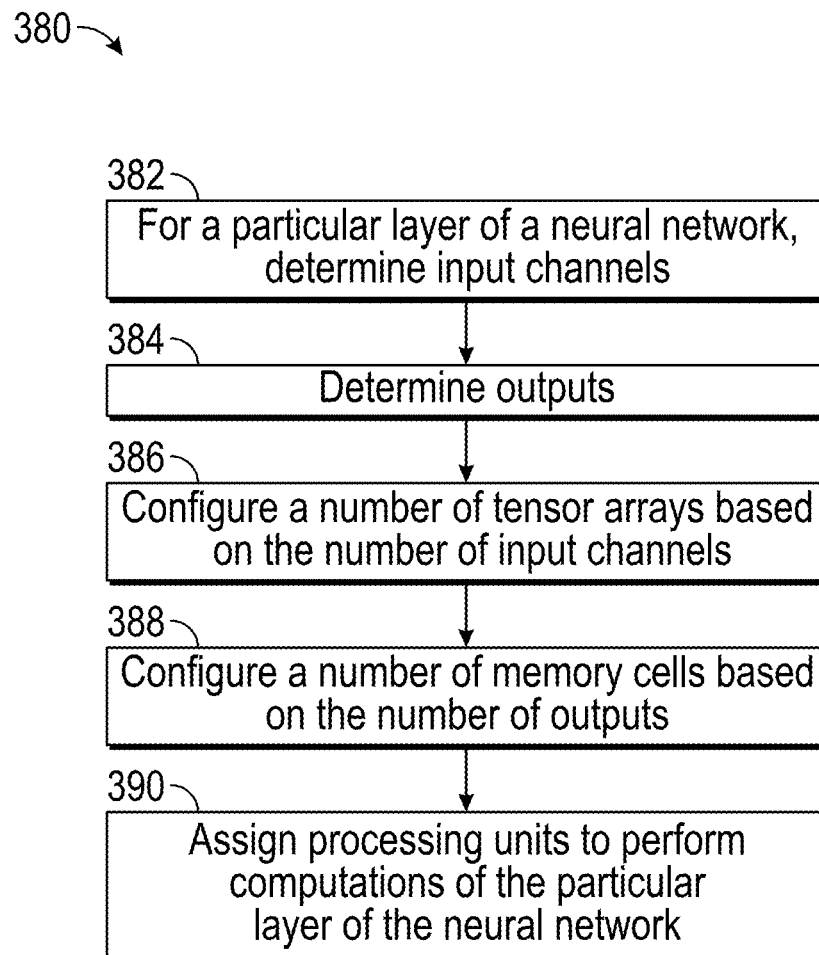 380
382
For a particular layer of a neural network,
determine input channels
384
Determine outputs
386
Configure a number of tensor arrays based
on the number of input channels
388
Configure a number of memory cells based
on the number of outputs
390
Assign processing units to perform
computations of the particular
layer of the neural network